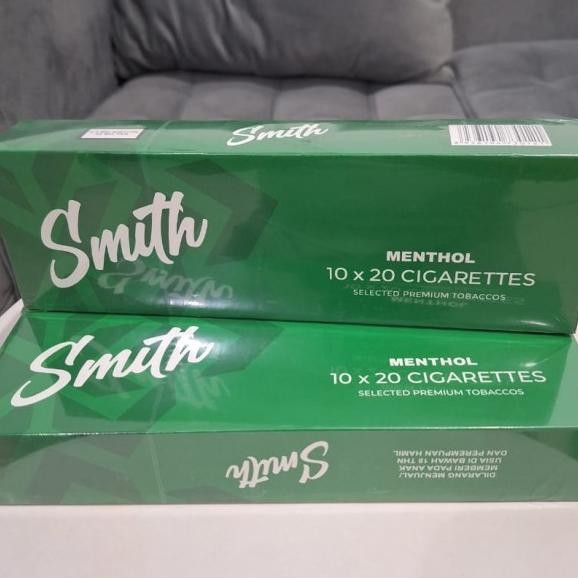 Smith
Smith
MENTHOL
10 x 20 CIGARETTES
SELECTED PREMIUM TOBACCOS
Smith
MENTHOL
10 x 20 CIGARETTES
SELECTED PREMIUM TOBACCOS
Smith
DILARANG MENJUAL/
MEMBERI PADA ANAK
USIA DI BAWAH 18 THN
DAN PEREMPUAN HAMIL